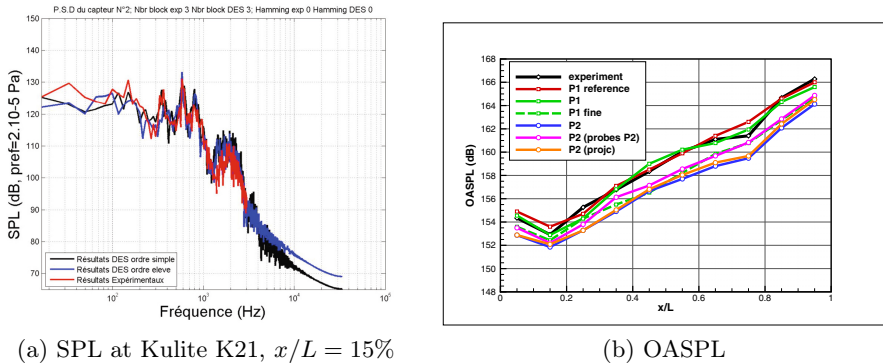 P.S.D du capteur N°2; Nbr block exp 3 Nbr block DES 3; Hamming exp 0 Hamming DES 0
150
140
130
120
110
100
90
80
70
SPL (dB, pref=2.10-5 Pa)
Résultats DES ordre simple
Résultats DES ordre eleve
Résultats Expérimentaux
10²
10³
10⁴
10⁵
Fréquence (Hz)
(a) SPL at Kulite K21, x/L = 15%
168
166
164
162
160
158
156
154
152
150
148
OASPL (dB)
experiment
P1 reference
P1
P1 fine
P2
P2 (probes P2)
P2 (projc)
0
0.2
0.4
0.6
0.8
1
x/L
(b) OASPL